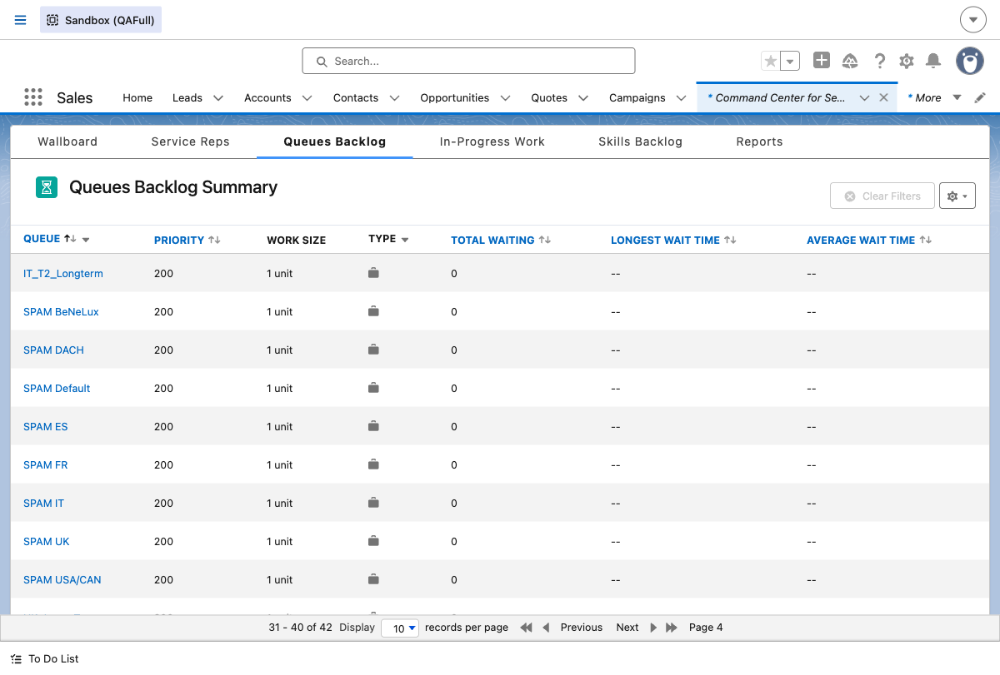 Sandbox (QAFull)
Search...
Sales Home Leads Accounts Contacts Opportunities Quotes Campaigns * Command Center for Se... * More
Wallboard Service Reps Queues Backlog In-Progress Work Skills Backlog Reports
Queues Backlog Summary
Clear Filters
QUEUE PRIORITY WORK SIZE TYPE TOTAL WAITING LONGEST WAIT TIME AVERAGE WAIT TIME
IT_T2_Longterm 200 1 unit 0 -- --
SPAM BeNeLux 200 1 unit 0 -- --
SPAM DACH 200 1 unit 0 -- --
SPAM Default 200 1 unit 0 -- --
SPAM ES 200 1 unit 0 -- --
SPAM FR 200 1 unit 0 -- --
SPAM IT 200 1 unit 0 -- --
SPAM UK 200 1 unit 0 -- --
SPAM USA/CAN 200 1 unit 0 -- --
31 - 40 of 42 Display 10 records per page Previous Next Page 4
To Do List